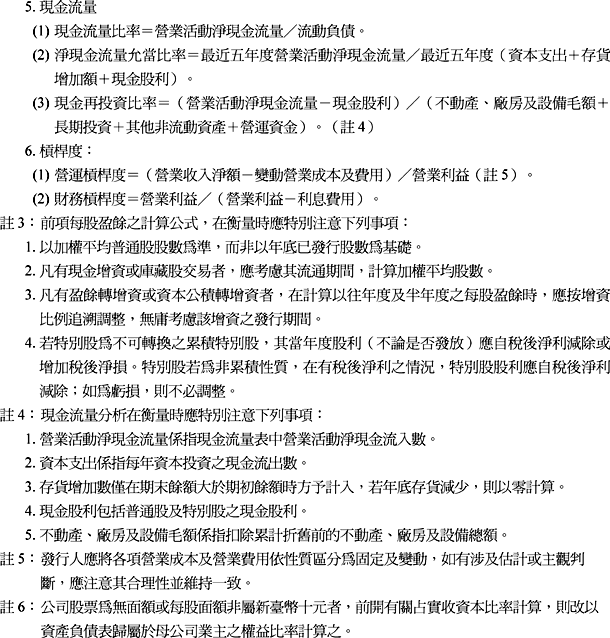 5. 現金流量
(1) 現金流量比率＝營業活動淨現金流量／流動負債。
(2) 淨現金流量允當比率＝最近五年度營業活動淨現金流量／最近五年度（資本支出＋存貨
增加額＋現金股利）。
(3) 現金再投資比率＝（營業活動淨現金流量－現金股利）／（不動產、廠房及設備毛額＋
長期投資＋其他非流動資產＋營運資金）。（註4）
6. 槓桿度：
(1) 營運槓桿度＝（營業收入淨額－變動營業成本及費用）／營業利益（註5）。
(2) 財務槓桿度＝營業利益／（營業利益－利息費用）。
註3：前項每股盈餘之計算公式，在衡量時應特別注意下列事項：
1. 以加權平均普通股股數為準，而非以年底已發行股數為基礎。
2. 凡有現金增資或庫藏股交易者，應考慮其流通期間，計算加權平均股數。
3. 凡有盈餘轉增資或資本公積轉增資者，在計算以往年度及半年度之每股盈餘時，應按增資
比例追溯調整，無庸考慮該增資之發行期間。
4. 若特別股為不可轉換之累積特別股，其當年度股利（不論是否發放）應自稅後淨利減除或
增加稅後淨損。特別股若為非累積性質，在有稅後淨利之情況，特別股股利應自稅後淨利
減除；如為虧損，則不必調整。
註4：現金流量分析在衡量時應特別注意下列事項：
1. 營業活動淨現金流量係指現金流量表中營業活動淨現金流入數。
2. 資本支出係指每年資本投資之現金流出數。
3. 存貨增加數僅在期末餘額大於期初餘額時方予計入，若年底存貨減少，則以零計算。
4. 現金股利包括普通股及特別股之現金股利。
5. 不動產、廠房及設備毛額係指扣除累計折舊前的不動產、廠房及設備總額。
註5：發行人應將各項營業成本及營業費用依性質區分為固定及變動，如有涉及估計或主觀判
斷，應注意其合理性並維持一致。
註6：公司股票為無面額或每股面額非屬新臺幣十元者，前開有關占實收資本比率計算，則改以
資產負債表歸屬於母公司業主之權益比率計算之。